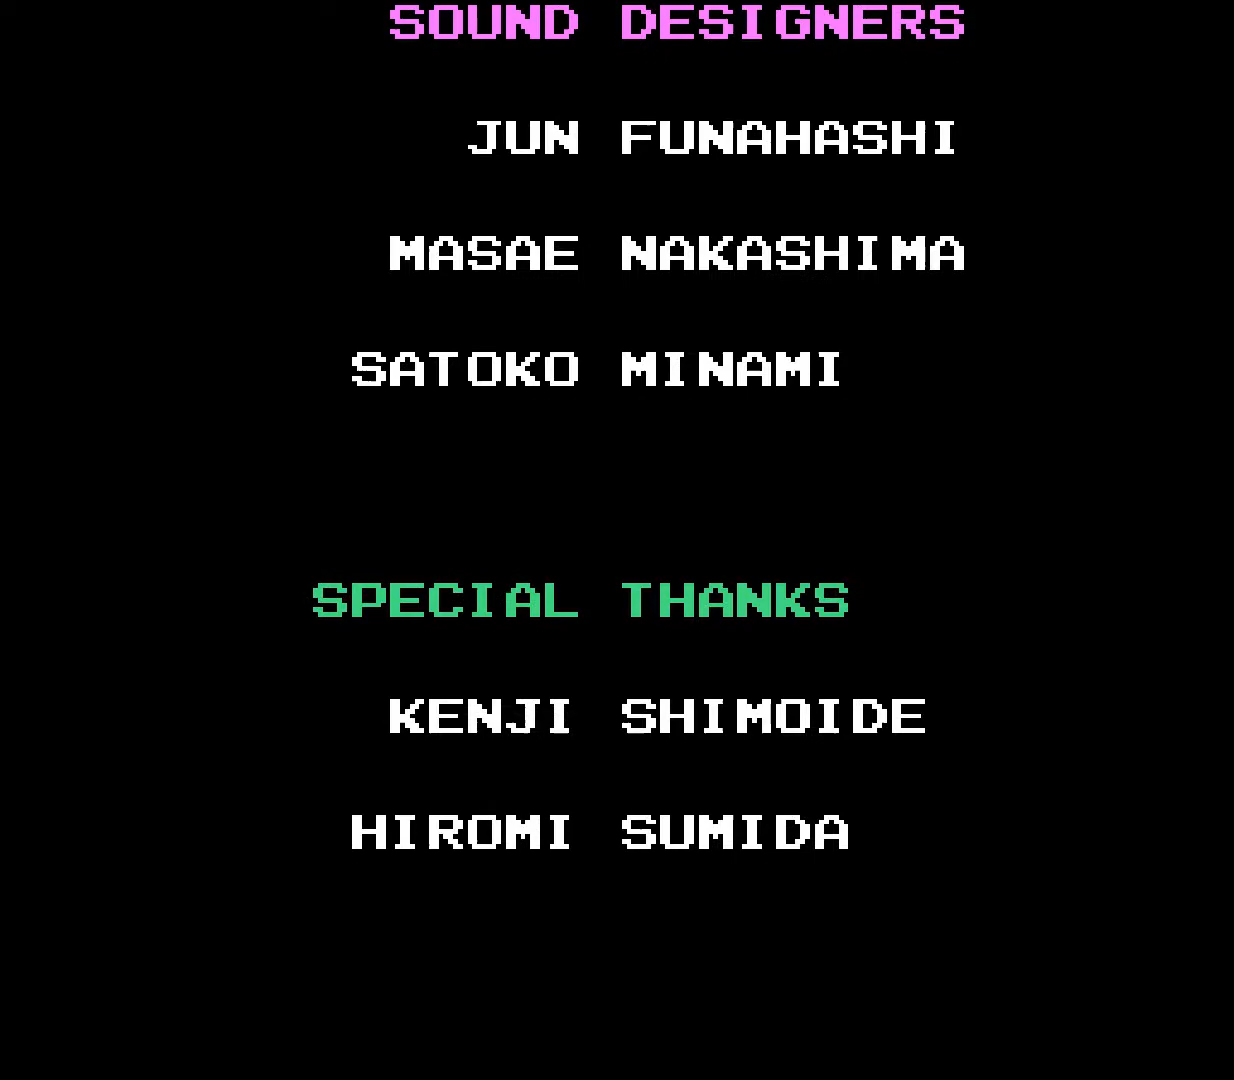 SOUND DESIGNERS
JUN FUNAHASHI
MASAE NAKASHIMA
SATOKO MINAMI
SPECIAL THANKS
KENJI SHIMOIDE
HIROMI SUMIDA